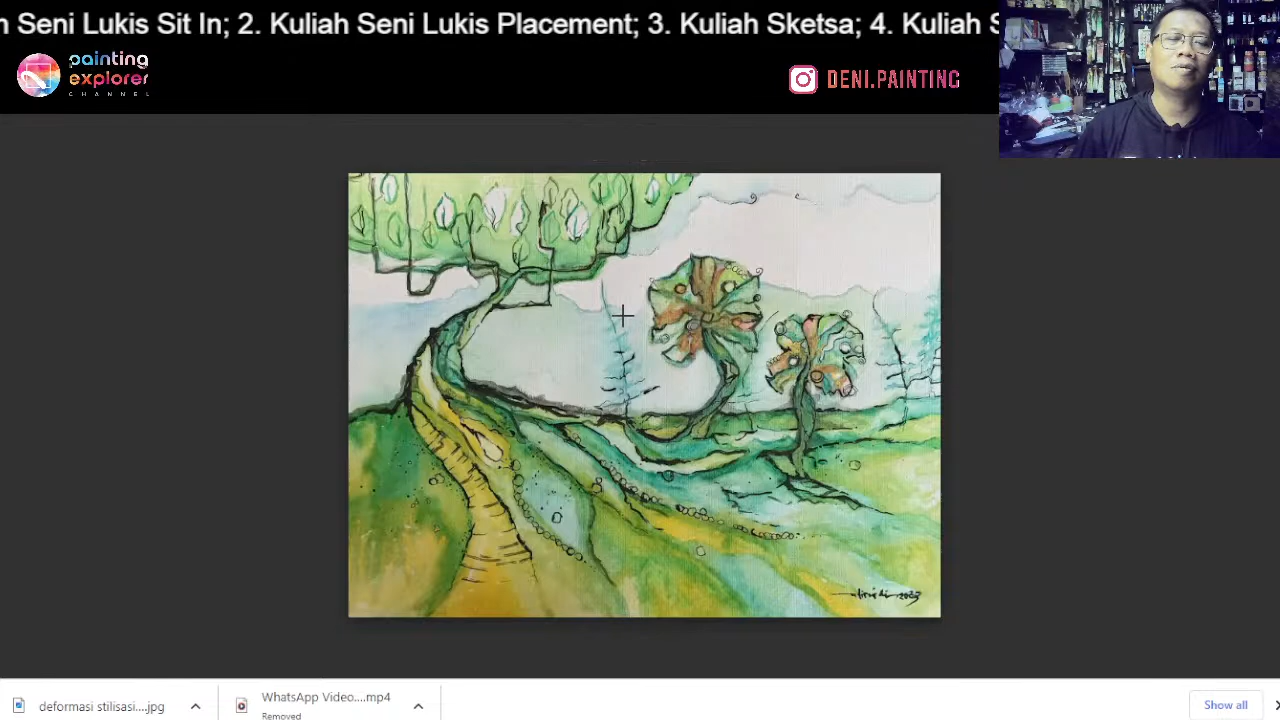 n Seni Lukis Sit In; 2. Kuliah Seni Lukis Placement; 3. Kuliah Sketsa; 4. Kuliah S
painting
explorer
CHANNEL
DENI.PAINTING
2023
deformasi stilisasi....jpg
WhatsApp Video....mp4
Removed
Show all